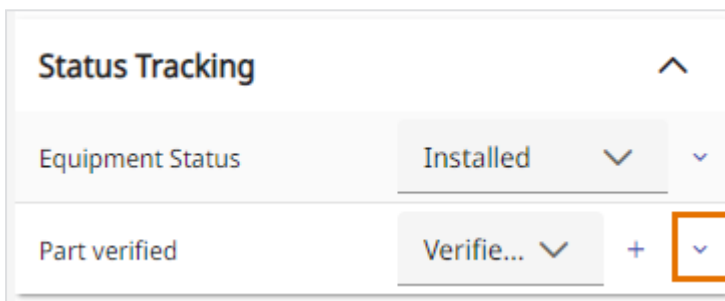 Status Tracking
Equipment Status Installed
Part verified Verifie... +